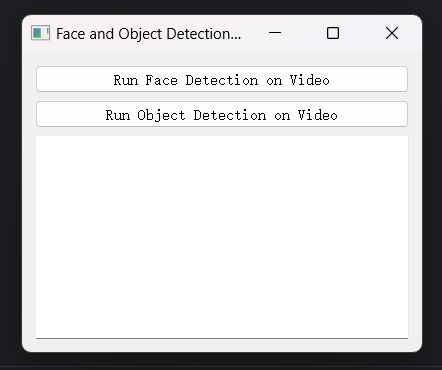 Face and Object Detection...
Run Face Detection on Video
Run Object Detection on Video